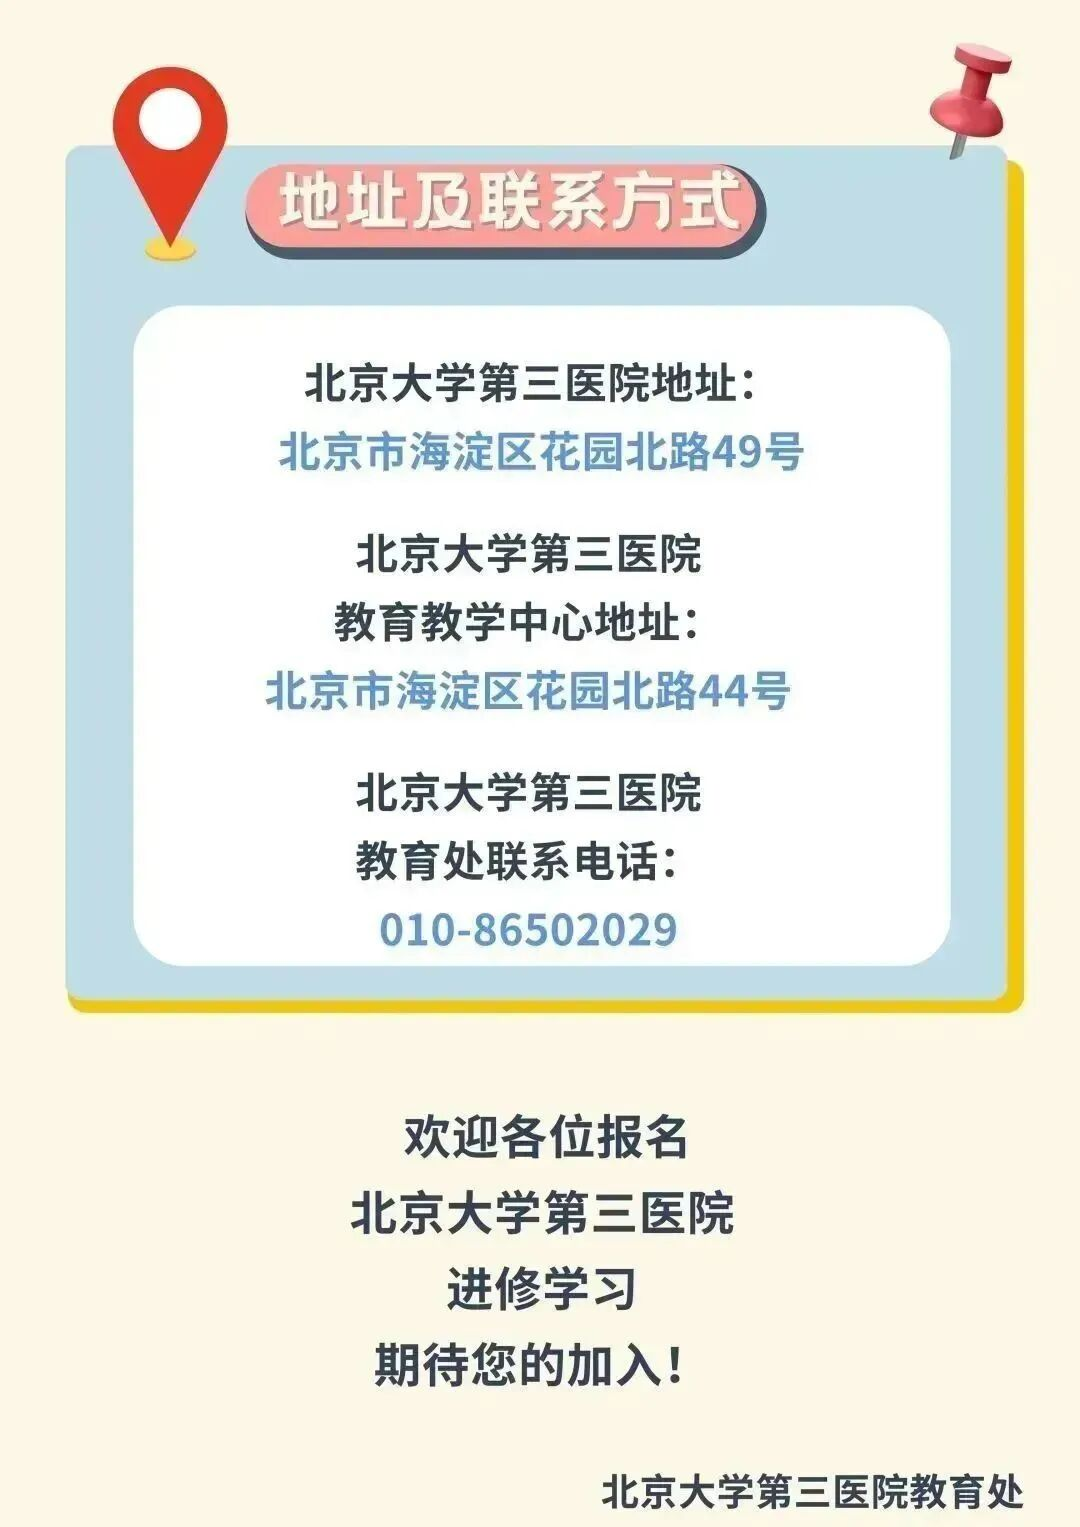 地址及联系方式
北京大学第三医院地址：
北京市海淀区花园北路49号
北京大学第三医院
教育教学中心地址：
北京市海淀区花园北路44号
北京大学第三医院
教育处联系电话：
010-86502029
欢迎各位报名
北京大学第三医院
进修学习
期待您的加入！
北京大学第三医院教育处